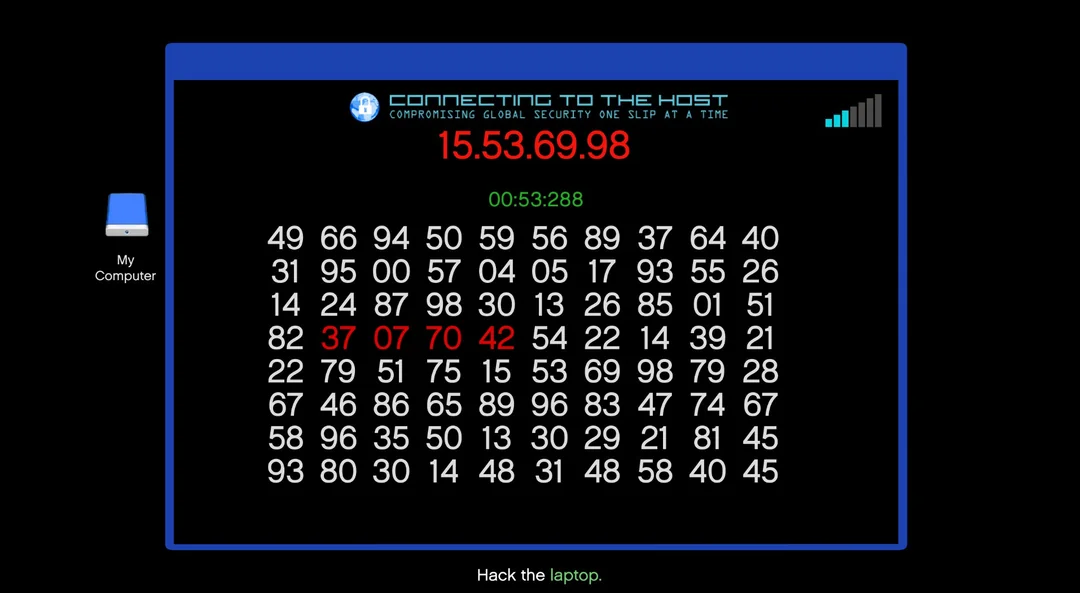 CONNECTING TO THE HOST
COMPROMISING GLOBAL SECURITY ONE SLIP AT A TIME
15.53.69.98
00:53:288
49 66 94 50 59 56 89 37 64 40
31 95 00 57 04 05 17 93 55 26
14 24 87 98 30 13 26 85 01 51
82 37 07 70 42 54 22 14 39 21
22 79 51 75 15 53 69 98 79 28
67 46 86 65 89 96 83 47 74 67
58 96 35 50 13 30 29 21 81 45
93 80 30 14 48 31 48 58 40 45
My
Computer
Hack the laptop.